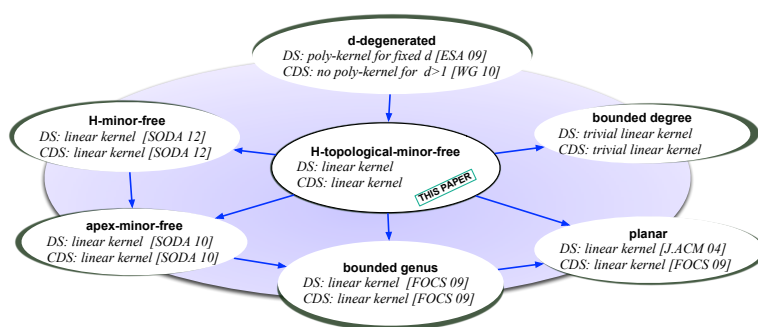 d-degenerated
DS: poly-kernel for fixed d [ESA 09]
CDS: no poly-kernel for d>1 [WG 10]
H-minor-free
DS: linear kernel [SODA 12]
CDS: linear kernel [SODA 12]
bounded degree
DS: trivial linear kernel
CDS: trivial linear kernel
H-topological-minor-free
DS: linear kernel
CDS: linear kernel
THIS PAPER
apex-minor-free
DS: linear kernel [SODA 10]
CDS: linear kernel [SODA 10]
planar
DS: linear kernel [J.ACM 04]
CDS: linear kernel [FOCS 09]
bounded genus
DS: linear kernel [FOCS 09]
CDS: linear kernel [FOCS 09]